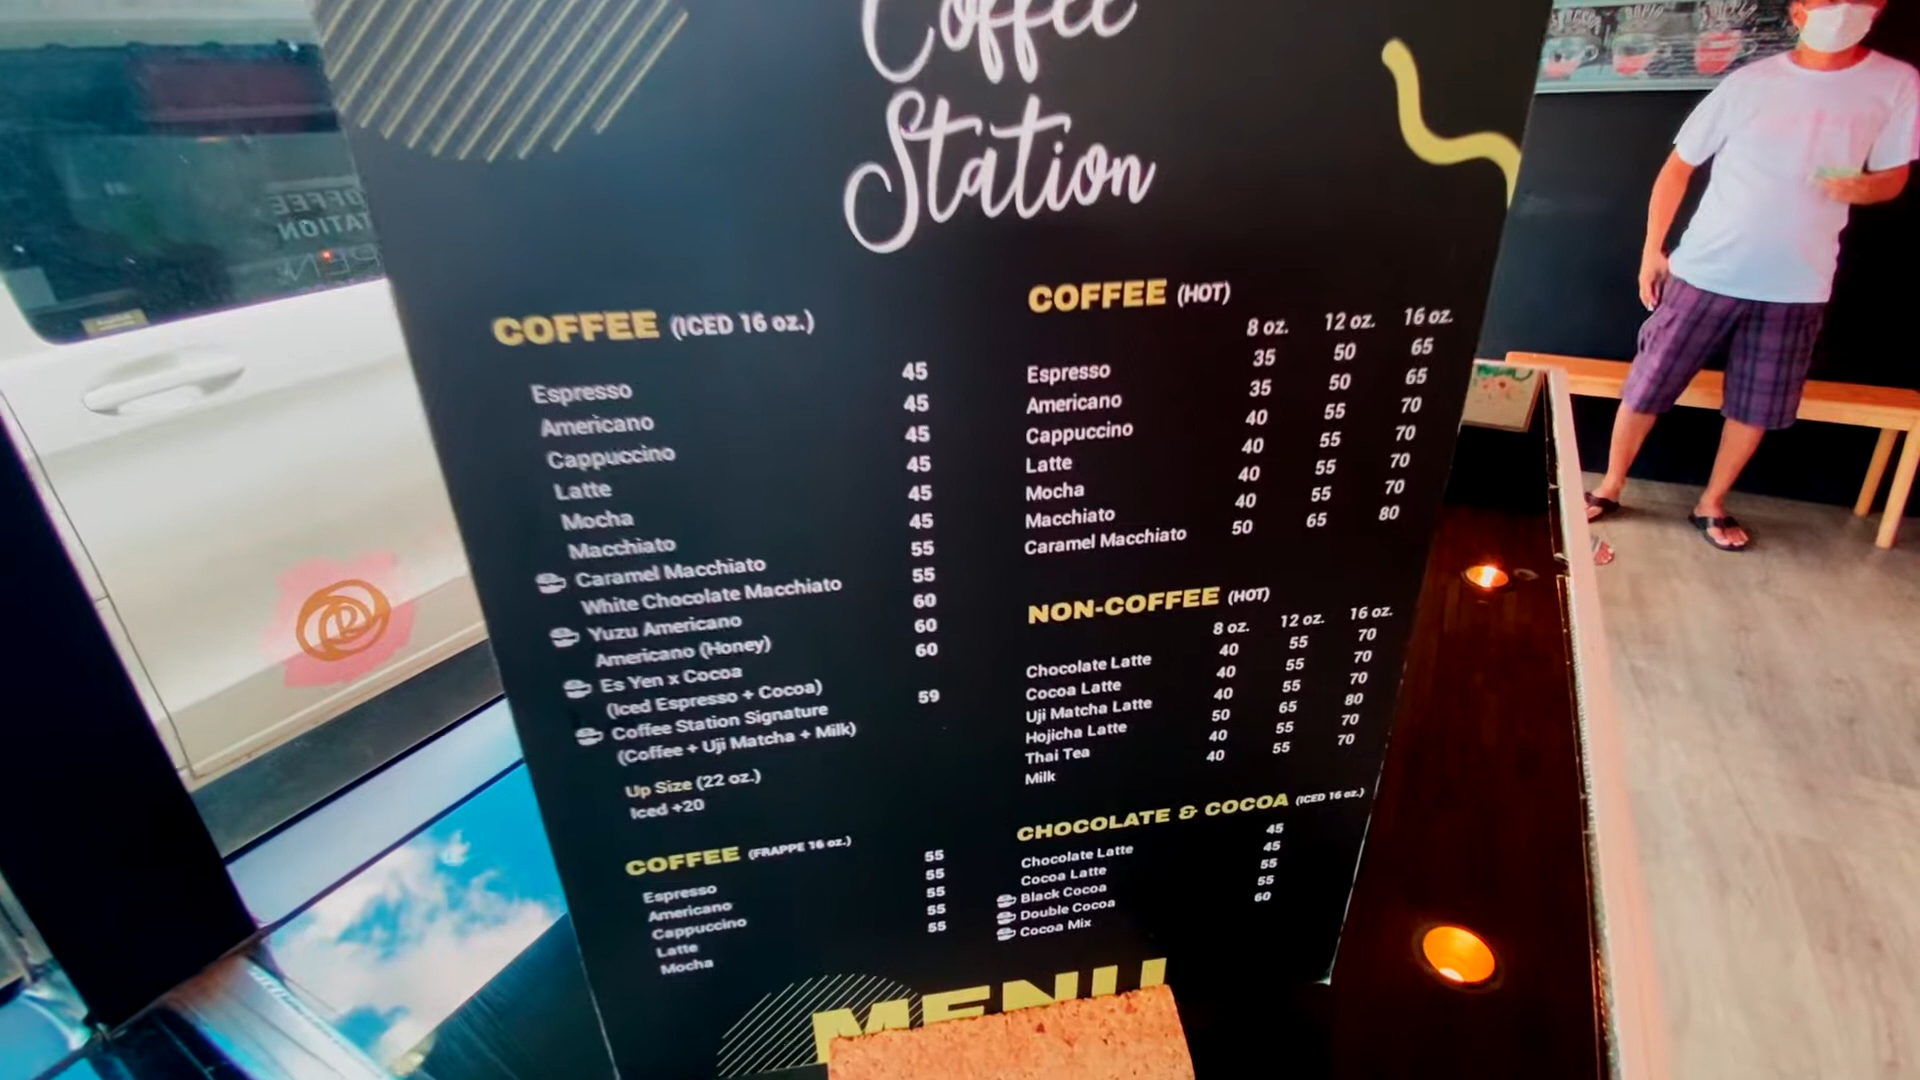 Coffee
Station
COFFEE (ICED 16 oz.)
Espresso 45
Americano 45
Cappuccino 45
Latte 45
Mocha 45
Macchiato 45
Caramel Macchiato 55
White Chocolate Macchiato 55
Yuzu Americano 60
Americano (Honey) 60
Es Yen x Cocoa 60
(Iced Espresso + Cocoa)
Coffee Station Signature 59
(Coffee + Uji Matcha + Milk)
Up Size (22 oz.)
Iced +20
COFFEE (FRAPPE 16 oz.)
Espresso 55
Americano 55
Cappuccino 55
Latte 55
Mocha 55
COFFEE (HOT)
8 oz. 12 oz. 16 oz.
Espresso 35 50 65
Americano 35 50 65
Cappuccino 40 55 70
Latte 40 55 70
Mocha 40 55 70
Macchiato 40 55 70
Caramel Macchiato 50 65 80
NON-COFFEE (HOT)
8 oz. 12 oz. 16 oz.
Chocolate Latte 40 55 70
Cocoa Latte 40 55 70
Uji Matcha Latte 40 55 70
Hojicha Latte 50 65 80
Thai Tea 40 55 70
Milk 40 55 70
CHOCOLATE & COCOA (ICED 16 oz.)
Chocolate Latte 45
Cocoa Latte 45
Black Cocoa 55
Double Cocoa 55
Cocoa Mix 60
MENU